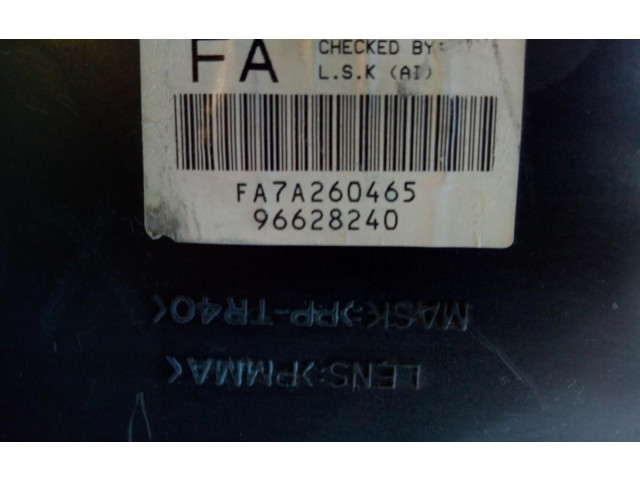 FA
CHECKED BY:
L.S.K (AI)
FA7A260465
96628240
MASK:>PP-TR40<
LENS:>PMMA<